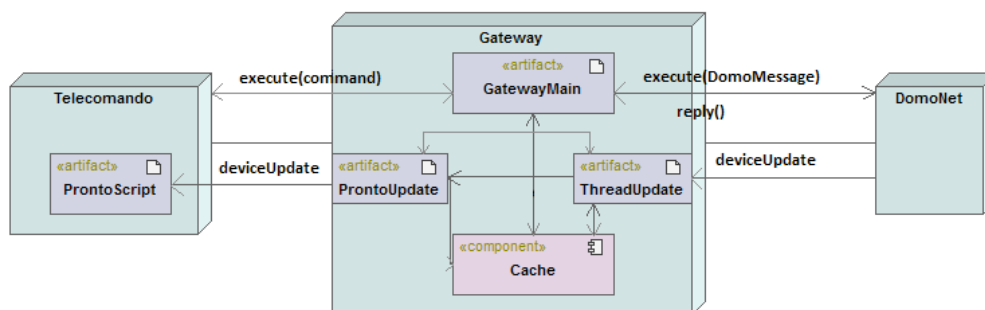 Gateway
«artifact»
GatewayMain
execute(command)
execute(DomoMessage)
reply()
Telecomando
DomoNet
«artifact»
ProntoScript
deviceUpdate
«artifact»
ProntoUpdate
«artifact»
ThreadUpdate
deviceUpdate
«component»
Cache